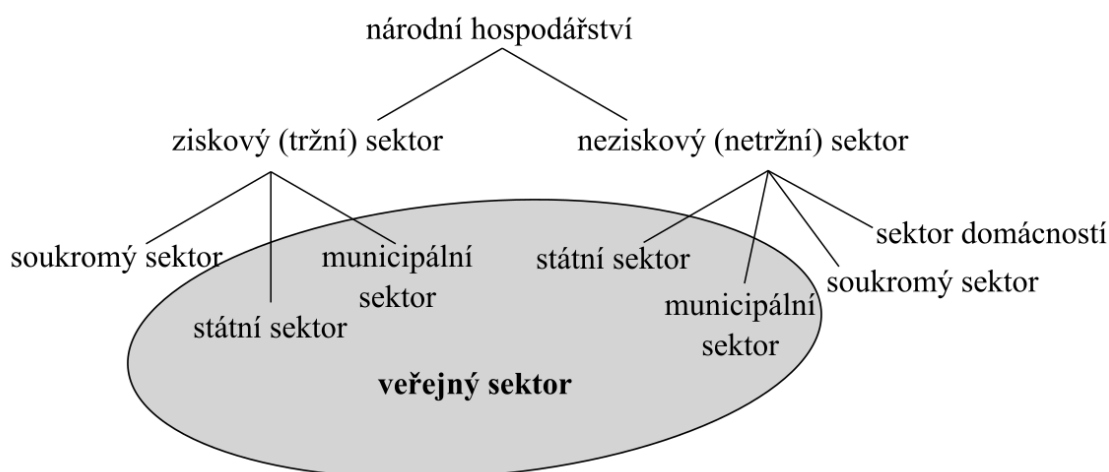 národní hospodářství
ziskový (tržní) sektor
neziskový (netržní) sektor
soukromý sektor
státní sektor
municipální
sektor
státní sektor
municipální
sektor
soukromý sektor
sektor domácností
veřejný sektor